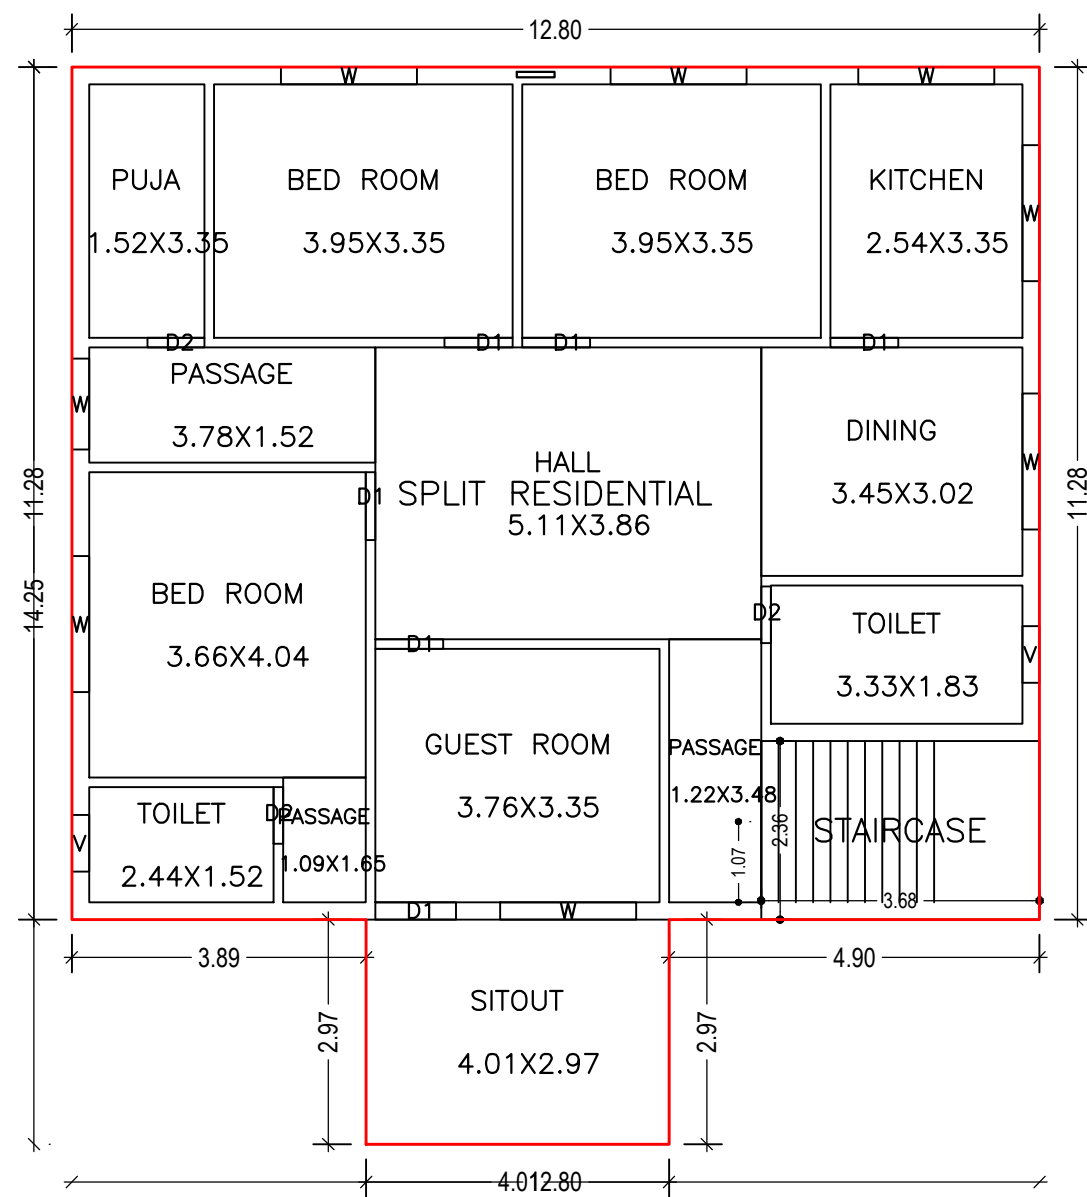 12.80
W
W
W
PUJA
1.52X3.35
BED ROOM
3.95X3.35
BED ROOM
3.95X3.35
KITCHEN
2.54X3.35
W
D2
D1
D1
D1
PASSAGE
3.78X1.52
W
HALL
SPLIT RESIDENTIAL
5.11X3.86
DINING
3.45X3.02
W
11.28
14.25
11.28
D1
BED ROOM
3.66X4.04
W
D2
TOILET
3.33X1.83
V
D1
GUEST ROOM
3.76X3.35
PASSAGE
1.22X3.48
1.07
2.36
STAIRCASE
3.68
TOILET
2.44X1.52
V
D2
PASSAGE
1.09X1.65
D1
W
3.89
4.90
SITOUT
4.01X2.97
2.97
2.97
4.01
12.80